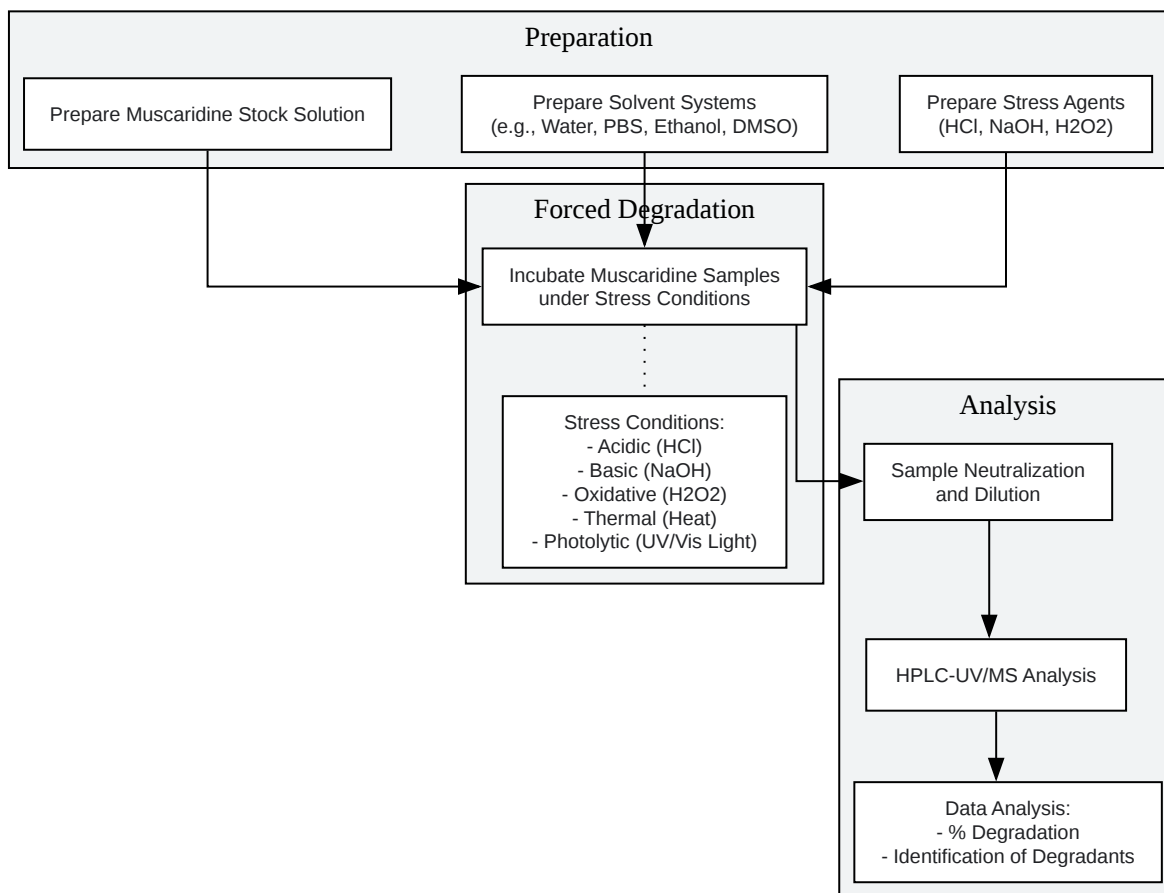 Preparation
Prepare Muscaridine Stock Solution
Prepare Solvent Systems
(e.g., Water, PBS, Ethanol, DMSO)
Prepare Stress Agents
(HCl, NaOH, H2O2)
Forced Degradation
Incubate Muscaridine Samples
under Stress Conditions
Stress Conditions:
- Acidic (HCl)
- Basic (NaOH)
- Oxidative (H2O2)
- Thermal (Heat)
- Photolytic (UV/Vis Light)
Analysis
Sample Neutralization
and Dilution
HPLC-UV/MS Analysis
Data Analysis:
- % Degradation
- Identification of Degradants